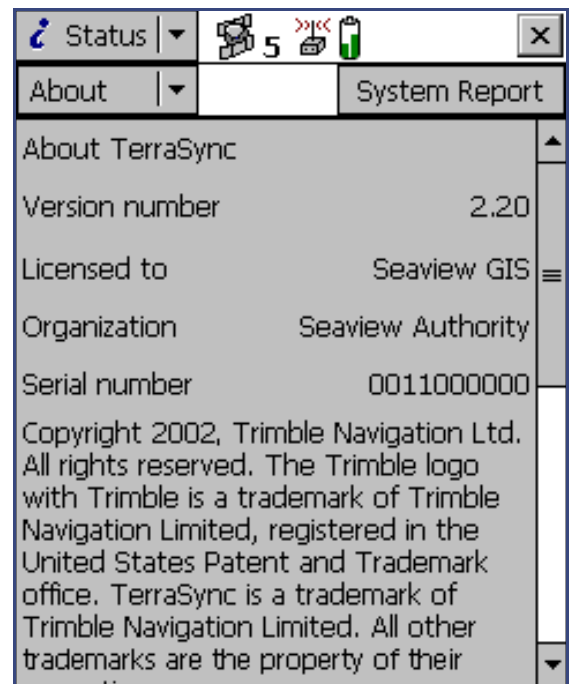 Status 5
About System Report
About TerraSync
Version number 2.20
Licensed to Seaview GIS
Organization Seaview Authority
Serial number 0011000000
Copyright 2002, Trimble Navigation Ltd.
All rights reserved. The Trimble logo
with Trimble is a trademark of Trimble
Navigation Limited, registered in the
United States Patent and Trademark
office. TerraSync is a trademark of
Trimble Navigation Limited. All other
trademarks are the property of their